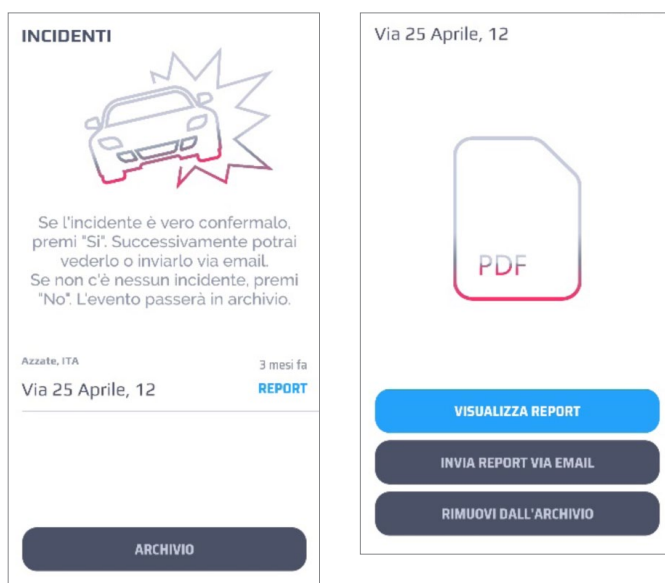 INCIDENTI
Se l'incidente è vero confermalo,
premi "Si". Successivamente potrai
vederlo o inviarlo via email.
Se non c'è nessun incidente, premi
"No". L'evento passerà in archivio.
Azzate, ITA
3 mesi fa
Via 25 Aprile, 12
REPORT
ARCHIVIO
Via 25 Aprile, 12
PDF
VISUALIZZA REPORT
INVIA REPORT VIA EMAIL
RIMUOVI DALL'ARCHIVIO